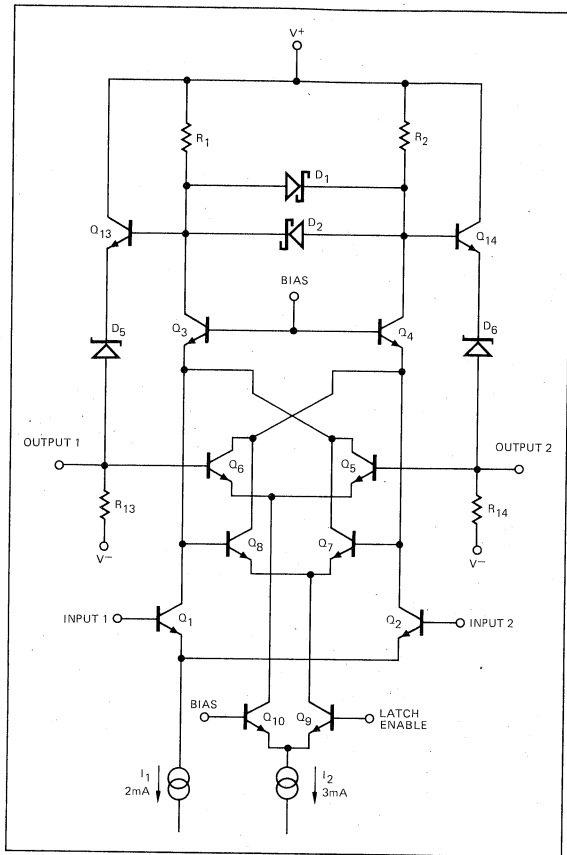 V+
R1
R2
D1
D2
Q13
Q14
BIAS
D5
Q3
Q4
D6
OUTPUT 1
Q6
Q5
OUTPUT 2
R13
R14
V−
Q8
Q7
V−
INPUT 1
Q1
Q2
INPUT 2
BIAS
Q10
Q9
LATCH
ENABLE
I1
2mA
I2
3mA